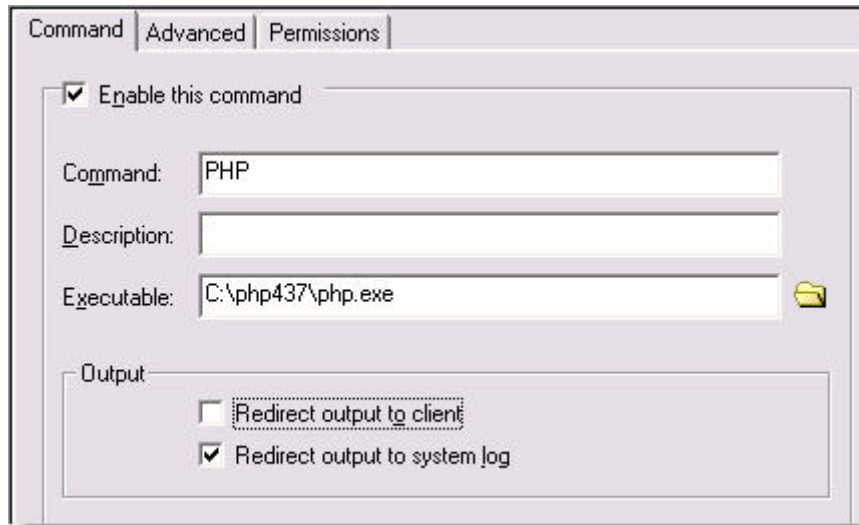 Command Advanced Permissions
Enable this command
Command: PHP
Description:
Executable: C:\php437\php.exe
Output
Redirect output to client
Redirect output to system log